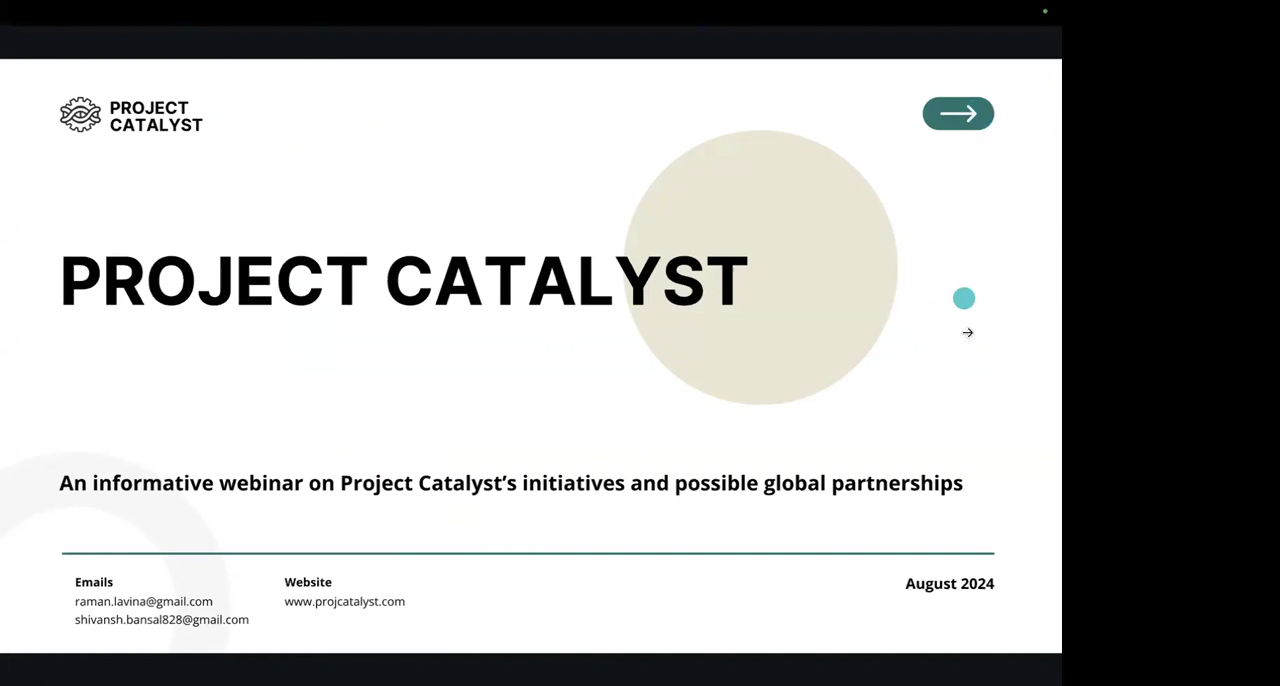 PROJECT
CATALYST
PROJECT CATALYST
An informative webinar on Project Catalyst’s initiatives and possible global partnerships
Emails
raman.lavina@gmail.com
shivansh.bansal828@gmail.com
Website
www.projcatalyst.com
August 2024